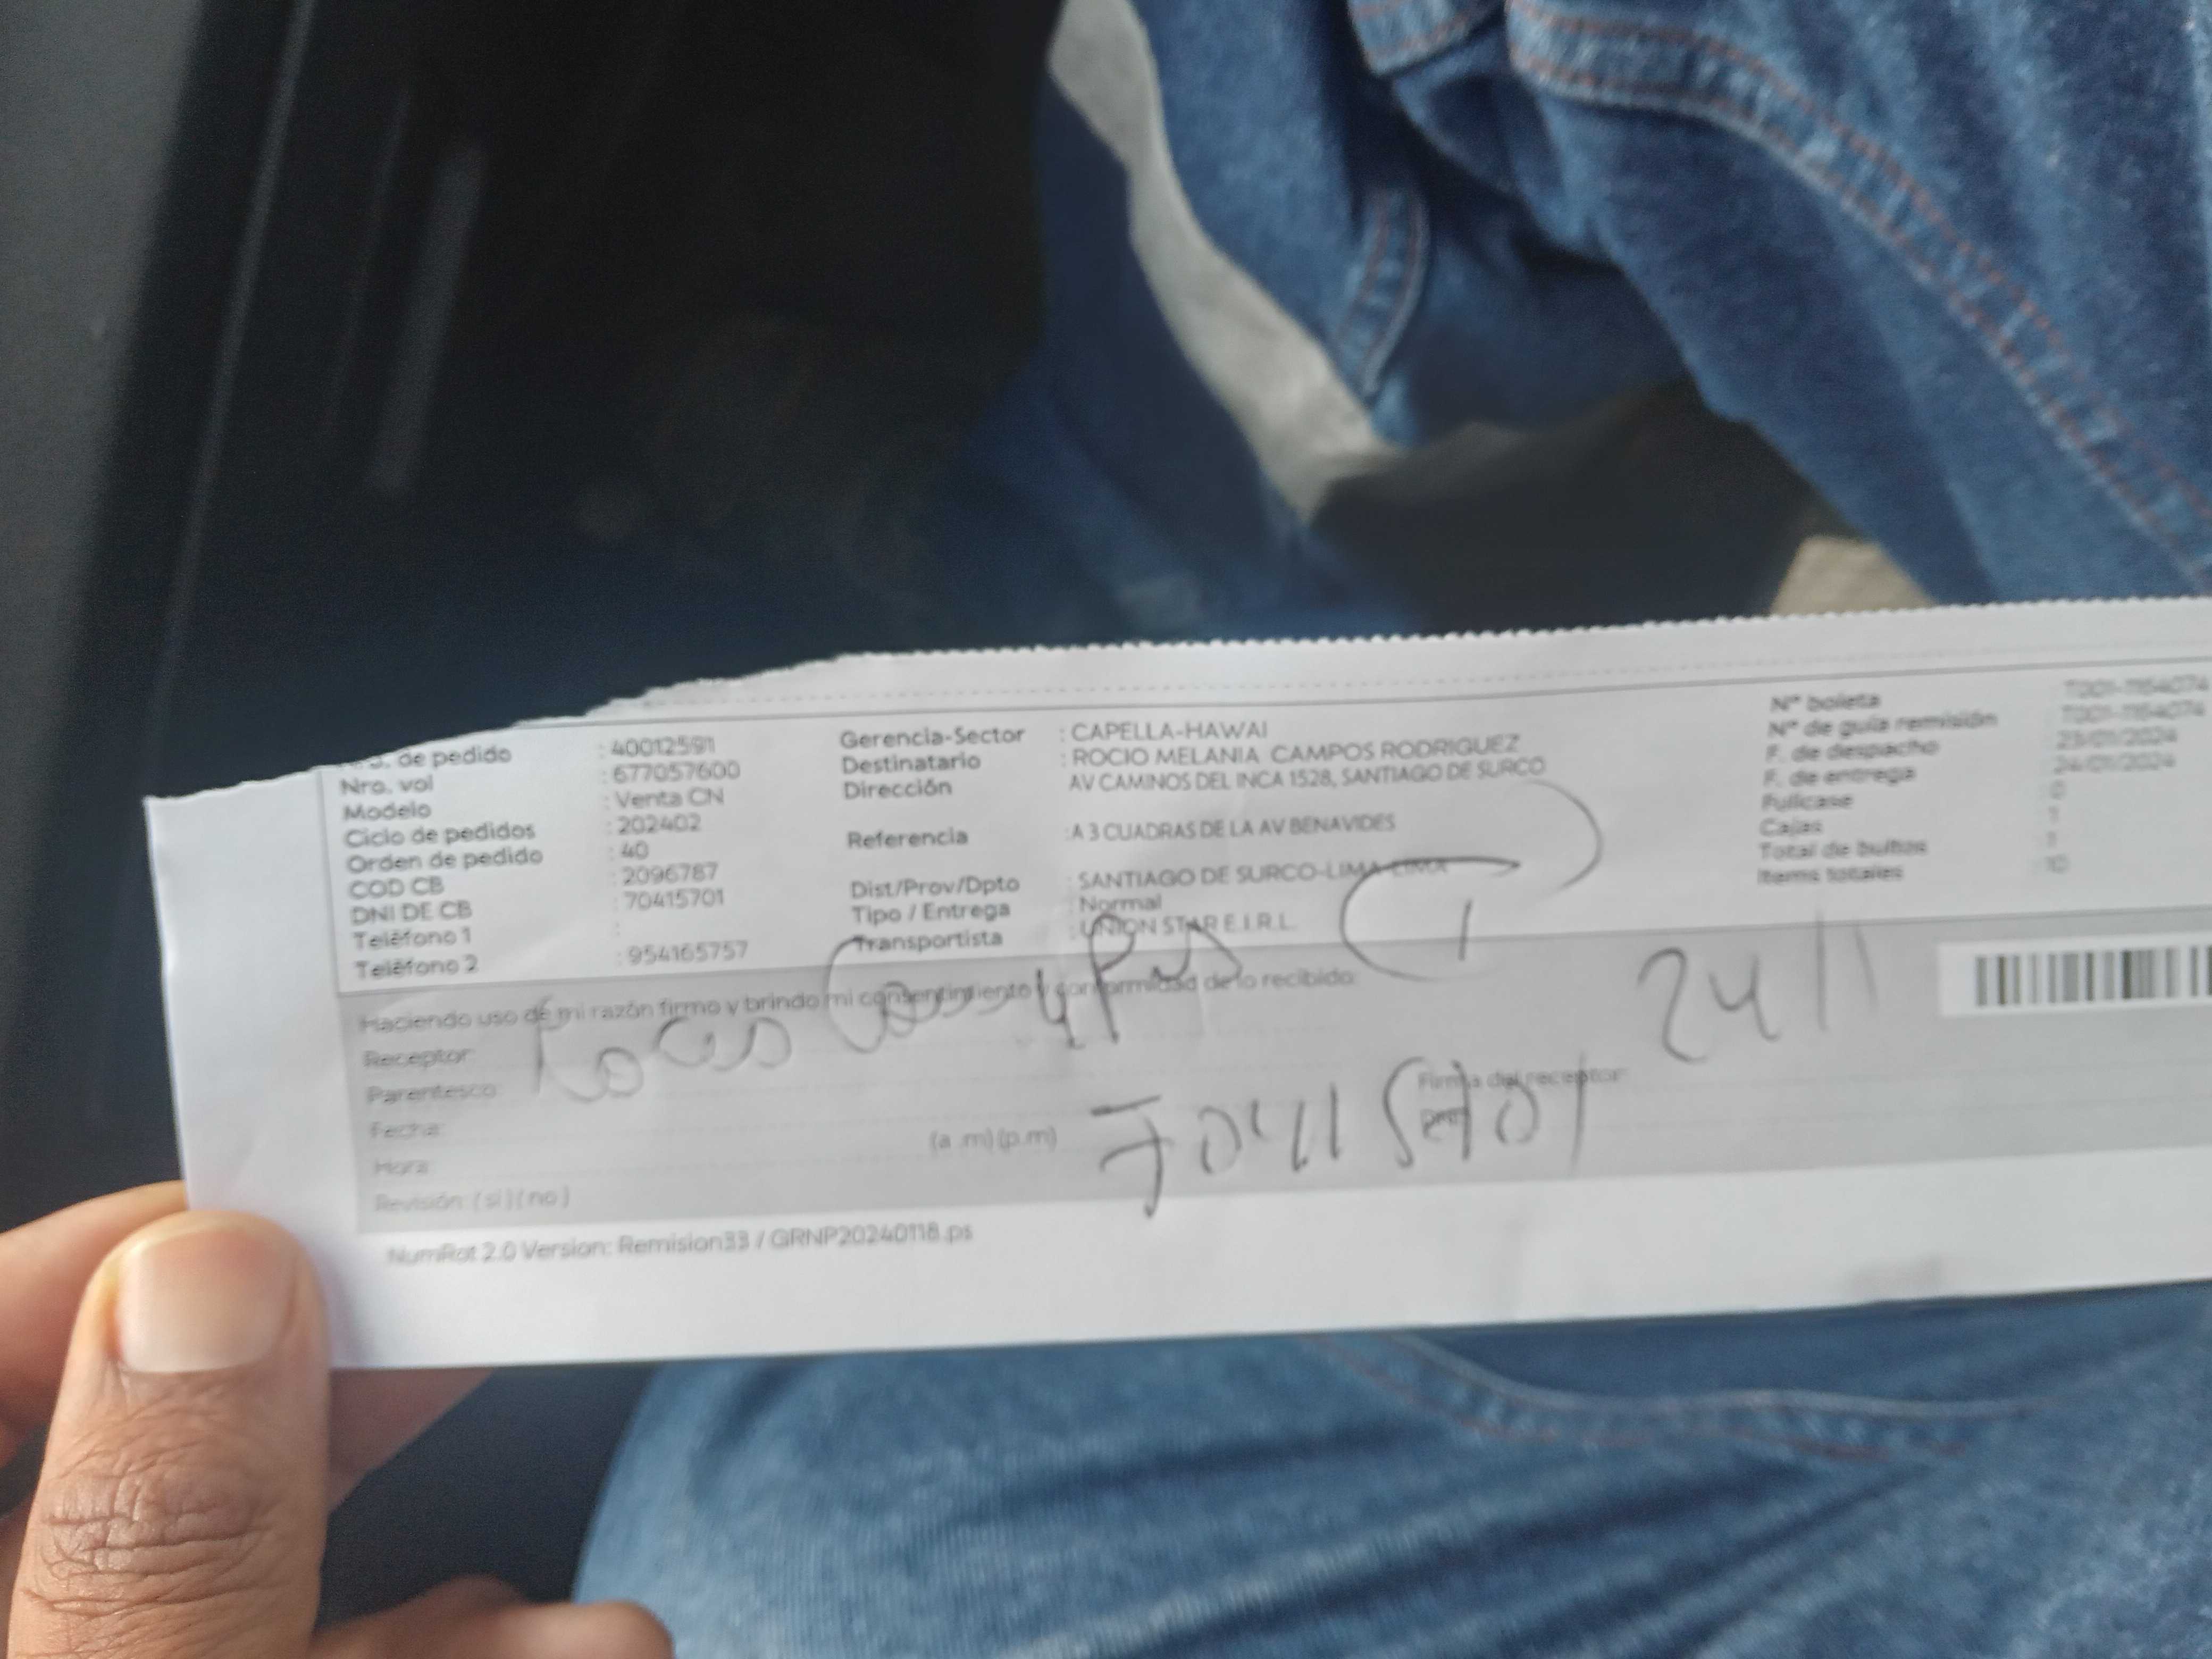 de pedido : 40012591
Nro. vol : 677057600
Modelo : Venta CN
Ciclo de pedidos : 202402
Orden de pedido : 40
COD CB : 2096787
DNI DE CB : 70415701
Teléfono 1 :
Teléfono 2 : 954165757
Gerencia-Sector : CAPELLA-HAWAI
Destinatario : ROCIO MELANIA CAMPOS RODRIGUEZ
Dirección AV CAMINOS DEL INCA 1528, SANTIAGO DE SURCO
Referencia : A 3 CUADRAS DE LA AV BENAVIDES
Dist/Prov/Dpto : SANTIAGO DE SURCO-LIMA-LIMA
Tipo / Entrega : Normal
Transportista : UNION STAR E.I.R.L.
N° boleta
N° de guía remisión
F. de despacho 23/01/2024
F. de entrega 24/01/2024
Fullcase : 0
Cajas : 1
Total de bultos : 1
Items totales : 10
1
Haciendo uso de mi razón firmo y brindo mi consentimiento y conformidad de lo recibido:
24/1
Receptor:
Parentesco:
Fecha:
Hora: (a.m) (p.m)
Revisión: ( si ) ( no )
Firma del receptor:
70415701
NumRot 2.0 Version: Remision33 / GRNP20240118.ps